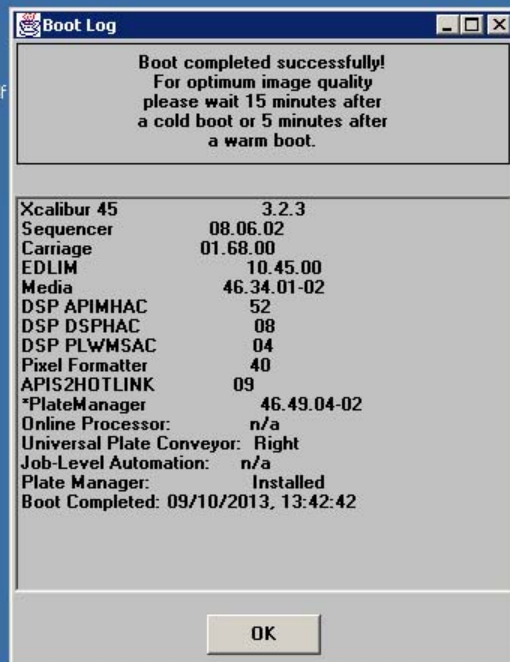 Boot Log
f
Boot completed successfully!
For optimum image quality
please wait 15 minutes after
a cold boot or 5 minutes after
a warm boot.
Xcalibur 45 3.2.3
Sequencer 08.06.02
Carriage 01.68.00
EDLIM 10.45.00
Media 46.34.01-02
DSP APIMHAC 52
DSP DSPHAC 08
DSP PLWMSAC 04
Pixel Formatter 40
APIS2HOTLINK 09
*PlateManager 46.49.04-02
Online Processor: n/a
Universal Plate Conveyor: Right
Job-Level Automation: n/a
Plate Manager: Installed
Boot Completed: 09/10/2013, 13:42:42
OK